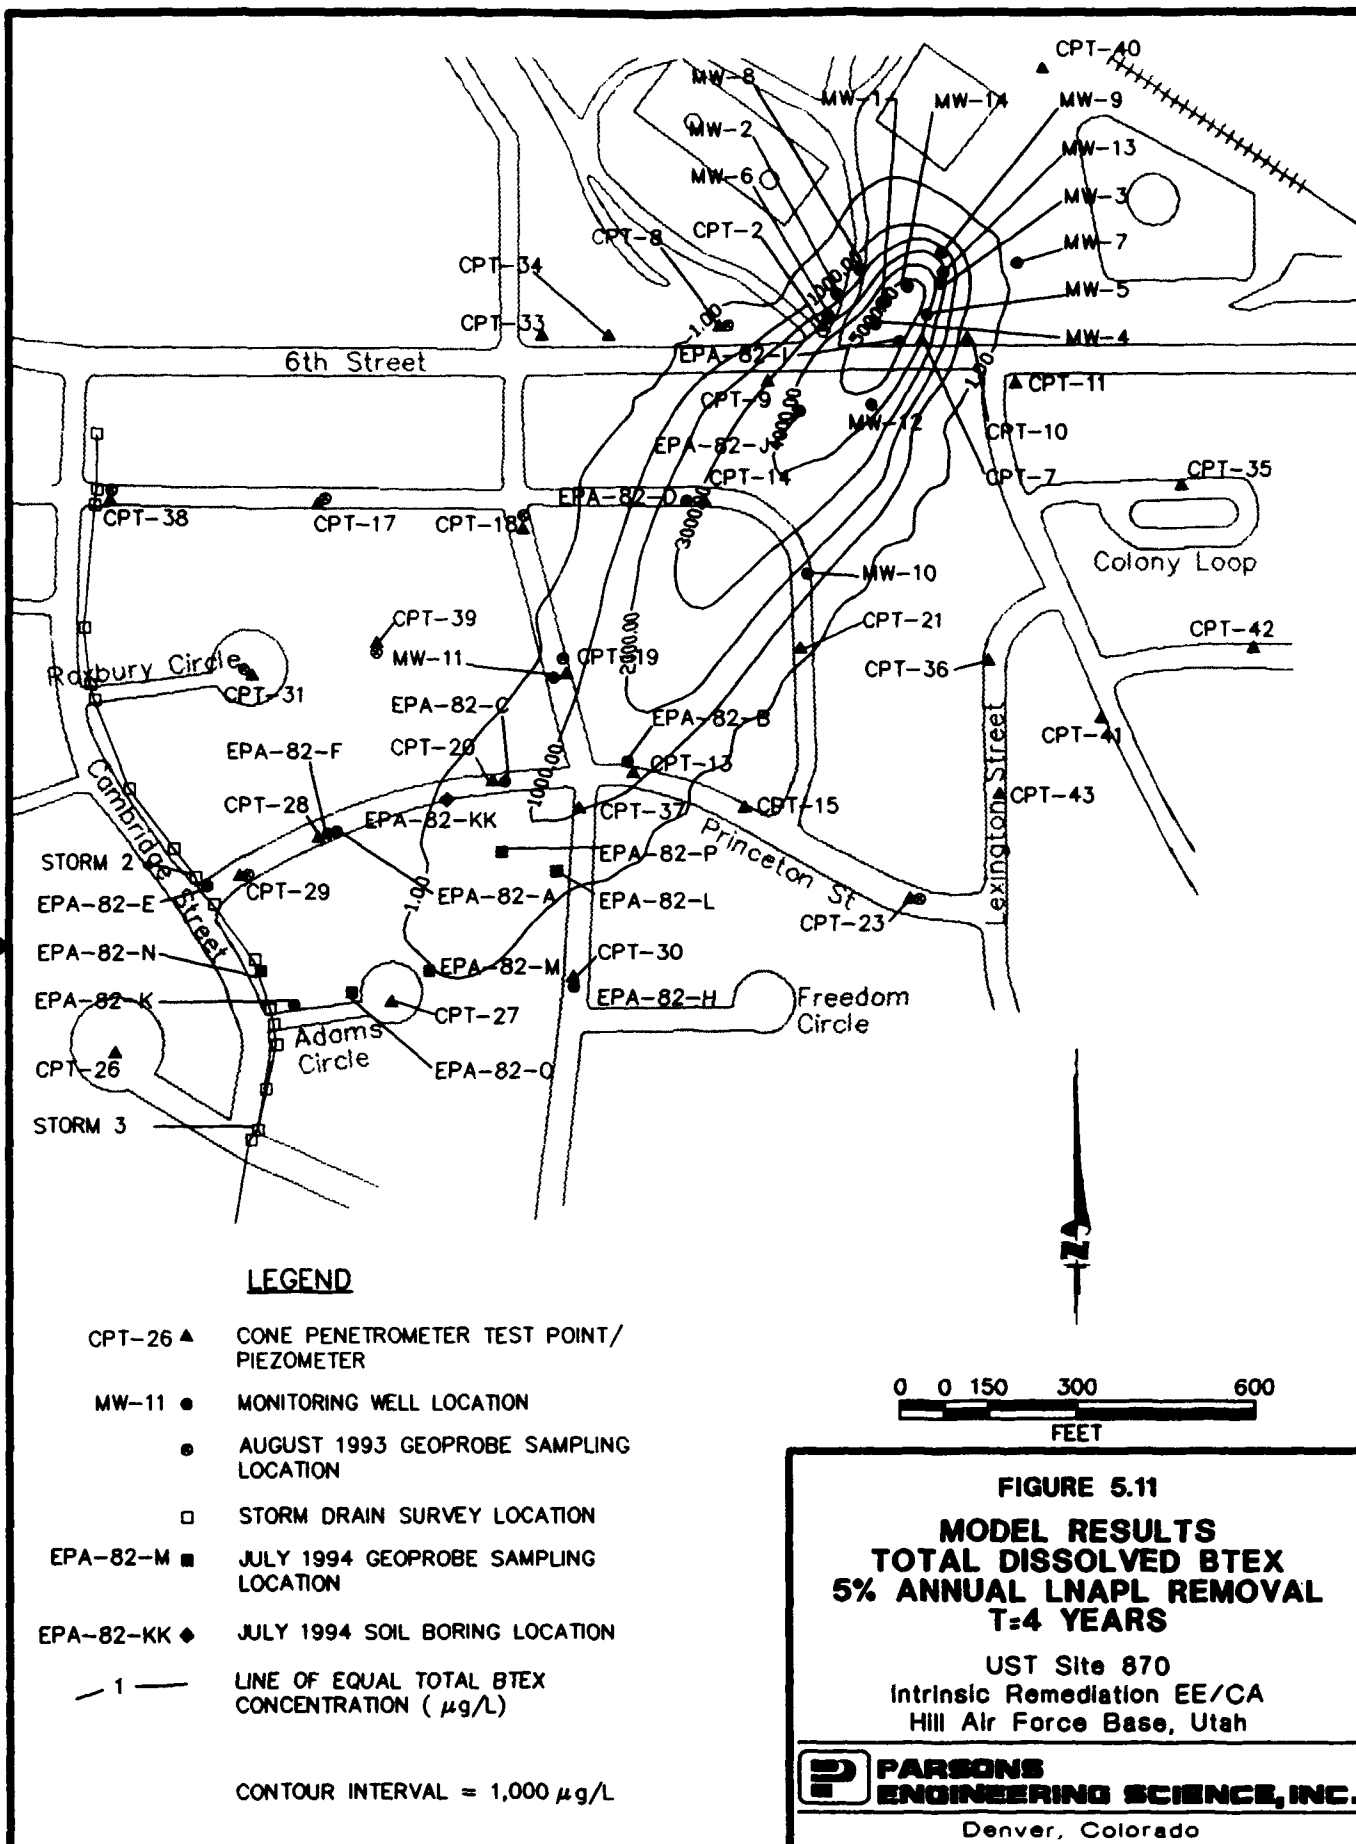 CPT-40
MW-8
MW-1
MW-14
MW-9
MW-2
MW-13
MW-6
MW-3
CPT-8
CPT-2
MW-7
CPT-34
1000.00
MW-5
1.00
CPT-33
5000.00
MW-4
6th Street
EPA-82-I
1.00
CPT-11
CPT-9
4000.00
MW-12
CPT-10
EPA-82-J
CPT-14
CPT-7
CPT-35
EPA-82-D
CPT-38
CPT-17
CPT-18
3000.00
Colony Loop
MW-10
CPT-39
CPT-21
CPT-42
2000.00
MW-11
CPT-19
CPT-36
Roxbury Circle
CPT-31
EPA-82-C
EPA-82-B
CPT-41
EPA-82-F
CPT-20
CPT-13
Cambridge Street
1000.00
Lexington Street
CPT-28
EPA-82-KK
CPT-37
CPT-15
CPT-43
Princeton St
STORM 2
EPA-82-P
CPT-29
1.00
EPA-82-A
EPA-82-L
EPA-82-E
CPT-23
EPA-82-N
EPA-82-M
CPT-30
EPA-82-K
EPA-82-H
Freedom
Circle
CPT-27
Adams
Circle
CPT-26
EPA-82-O
STORM 3
N
LEGEND
CPT-26 CONE PENETROMETER TEST POINT/
PIEZOMETER
MW-11 MONITORING WELL LOCATION
AUGUST 1993 GEOPROBE SAMPLING
LOCATION
STORM DRAIN SURVEY LOCATION
EPA-82-M JULY 1994 GEOPROBE SAMPLING
LOCATION
EPA-82-KK JULY 1994 SOIL BORING LOCATION
1 LINE OF EQUAL TOTAL BTEX
CONCENTRATION ( µg/L)
CONTOUR INTERVAL = 1,000 µg/L
0 0 150 300 600
FEET
FIGURE 5.11
MODEL RESULTS
TOTAL DISSOLVED BTEX
5% ANNUAL LNAPL REMOVAL
T=4 YEARS
UST Site 870
Intrinsic Remediation EE/CA
Hill Air Force Base, Utah
PARSONS
ENGINEERING SCIENCE, INC.
Denver, Colorado